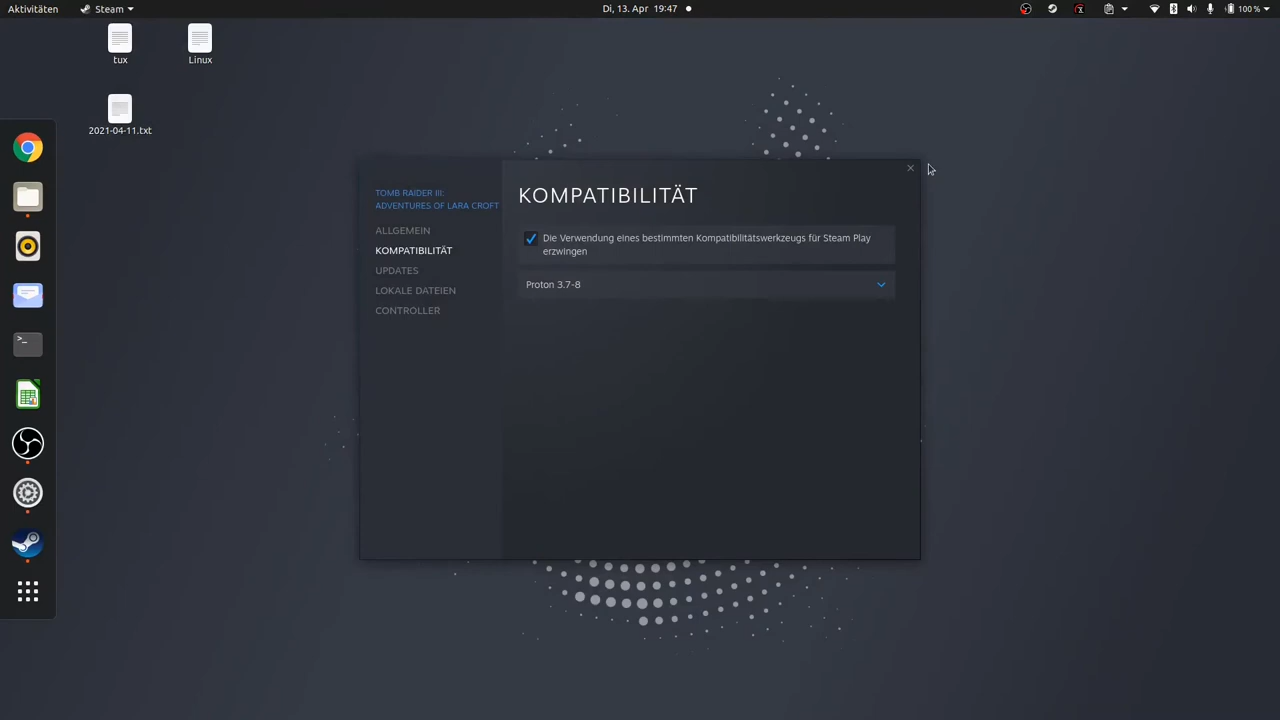 Aktivitäten
Steam
Di, 13. Apr 19:47
100 %
tux
Linux
2021-04-11.txt
TOMB RAIDER III:
ADVENTURES OF LARA CROFT
ALLGEMEIN
KOMPATIBILITÄT
UPDATES
LOKALE DATEIEN
CONTROLLER
KOMPATIBILITÄT
Die Verwendung eines bestimmten Kompatibilitätswerkzeugs für Steam Play
erzwingen
Proton 3.7-8